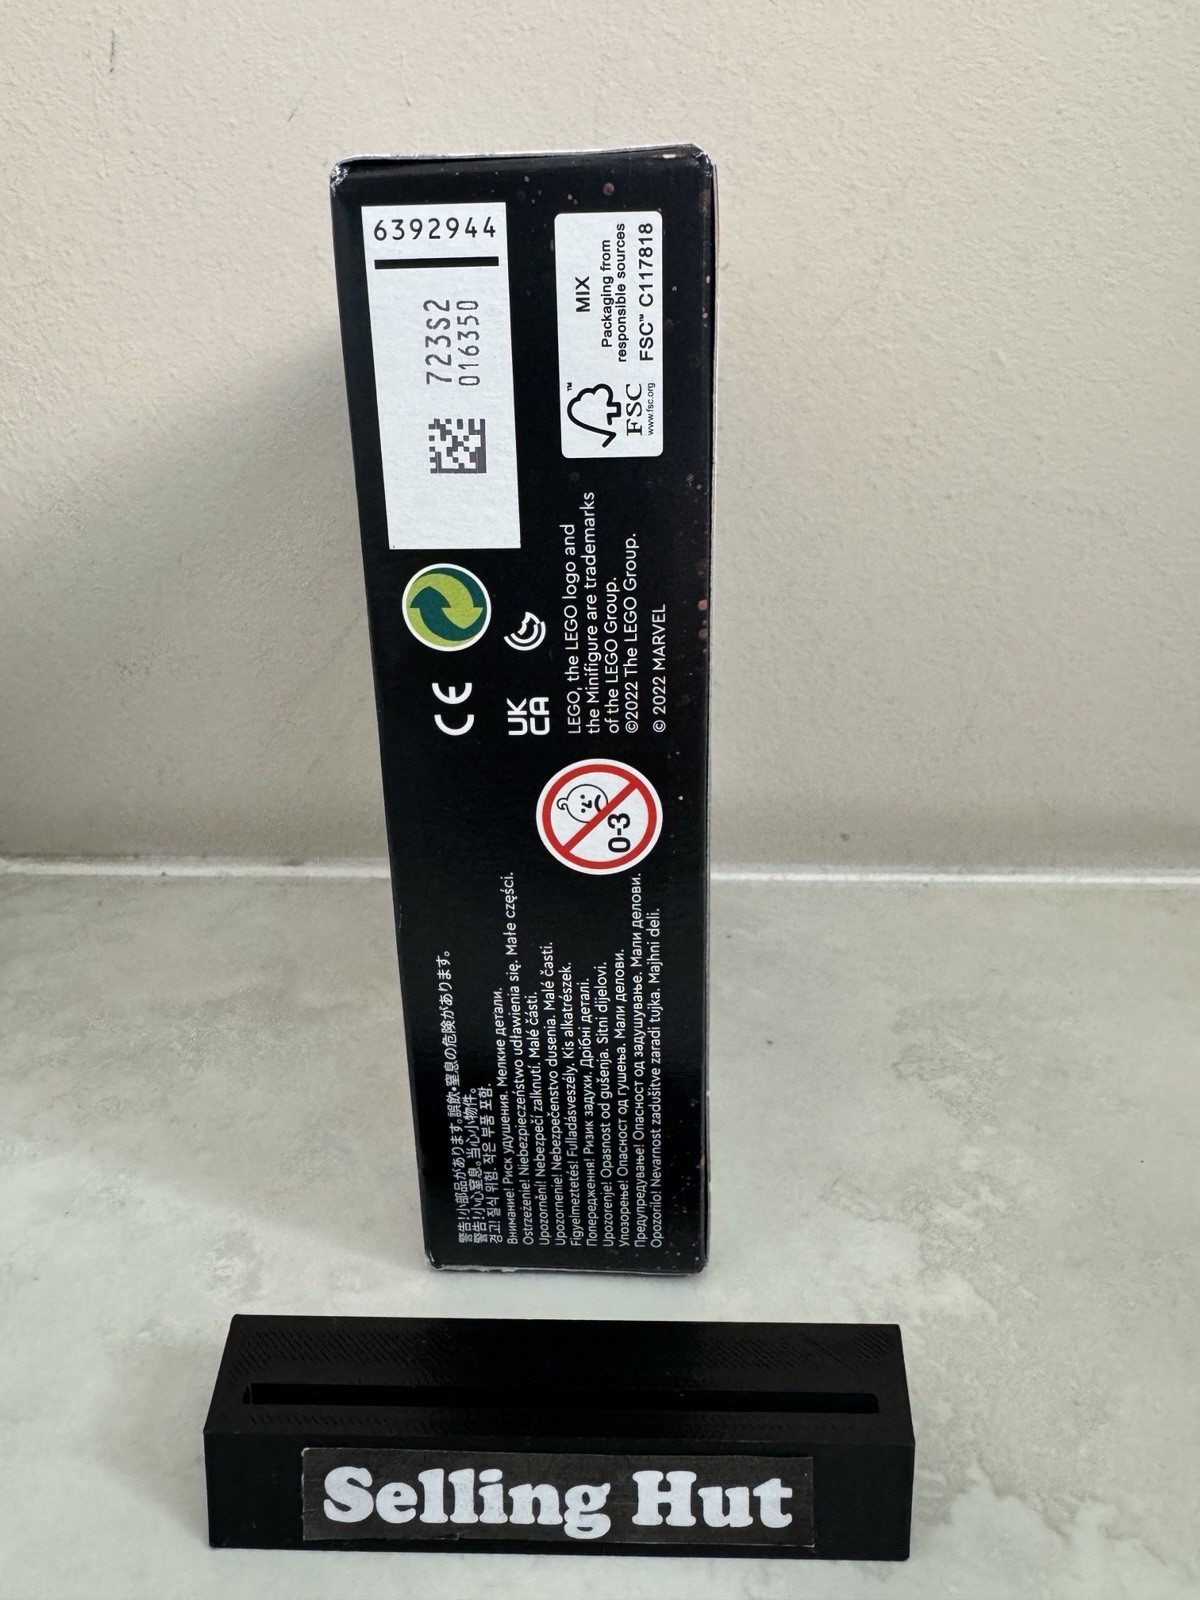 6392944
723S2
016350
MIX
Packaging from
responsible sources
FSC™ C117818
™
FSC
www.fsc.org
CE
UK
CA
LEGO, the LEGO logo and
the Minifigure are trademarks
of the LEGO Group.
©2022 The LEGO Group.
© 2022 MARVEL
0-3
警告!小部品があります。誤飲・窒息の危険があります。
警告!小心窒息。当心小物件。
경고! 질식 위험. 작은 부품 포함.
Внимание! Риск удушения. Мелкие детали.
Ostrzeżenie! Niebezpieczeństwo udławienia się. Małe części.
Upozornění! Nebezpečí zalknutí. Malé části.
Upozornenie! Nebezpečenstvo dusenia. Malé časti.
Figyelmeztetés! Fulladásveszély. Kis alkatrészek.
Попередження! Ризик задухи. Дрібні деталі.
Upozorenje! Opasnost od gušenja. Sitni dijelovi.
Упозорење! Опасност од гушења. Мали делови.
Предупредување! Опасност од задушување. Мали делови.
Opozorilo! Nevarnost zadušitve zaradi tujka. Majhni deli.
Selling Hut